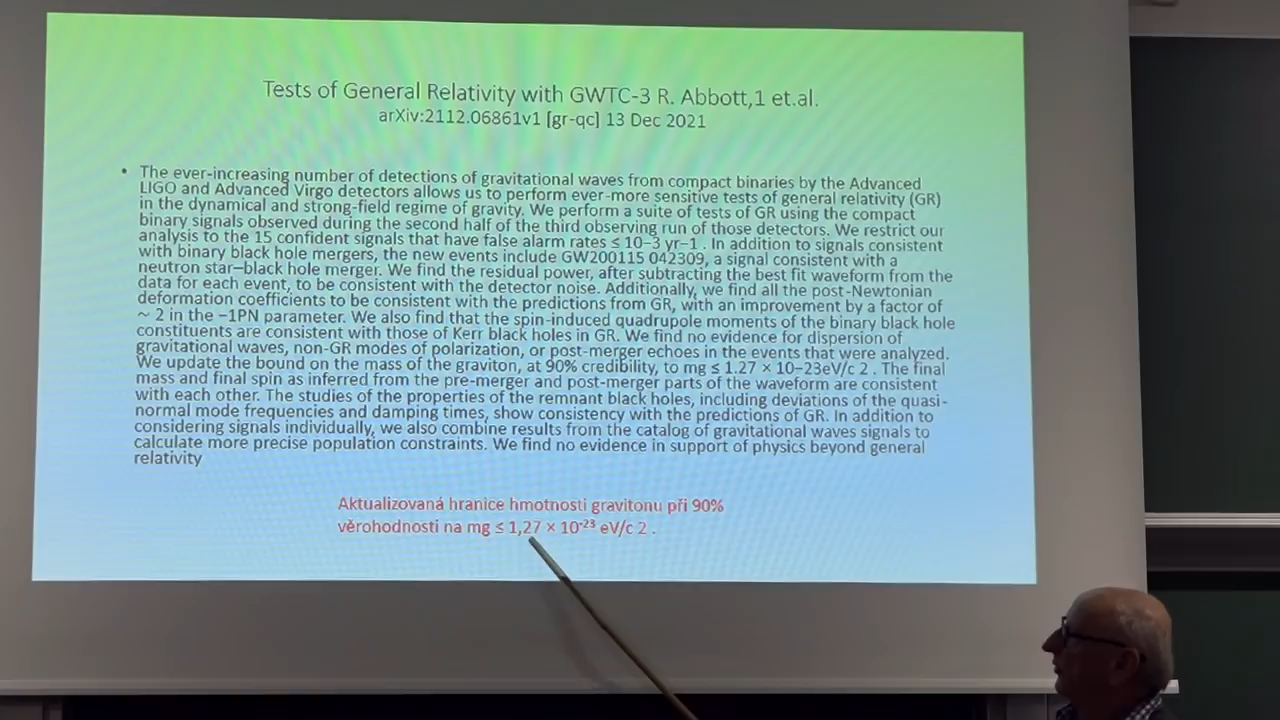 Tests of General Relativity with GWTC-3 R. Abbott,1 et.al.
arXiv:2112.06861v1 [gr-qc] 13 Dec 2021
• The ever-increasing number of detections of gravitational waves from compact binaries by the Advanced
LIGO and Advanced Virgo detectors allows us to perform ever-more sensitive tests of general relativity (GR)
in the dynamical and strong-field regime of gravity. We perform a suite of tests of GR using the compact
binary signals observed during the second half of the third observing run of those detectors. We restrict our
analysis to the 15 confident signals that have false alarm rates ≤ 10−3 yr−1 . In addition to signals consistent
with binary black hole mergers, the new events include GW200115 042309, a signal consistent with a
neutron star–black hole merger. We find the residual power, after subtracting the best fit waveform from the
data for each event, to be consistent with the detector noise. Additionally, we find all the post-Newtonian
deformation coefficients to be consistent with the predictions from GR, with an improvement by a factor of
~ 2 in the −1PN parameter. We also find that the spin-induced quadrupole moments of the binary black hole
constituents are consistent with those of Kerr black holes in GR. We find no evidence for dispersion of
gravitational waves, non-GR modes of polarization, or post-merger echoes in the events that were analyzed.
We update the bound on the mass of the graviton, at 90% credibility, to mg ≤ 1.27 × 10−23eV/c 2 . The final
mass and final spin as inferred from the pre-merger and post-merger parts of the waveform are consistent
with each other. The studies of the properties of the remnant black holes, including deviations of the quasi-
normal mode frequencies and damping times, show consistency with the predictions of GR. In addition to
considering signals individually, we also combine results from the catalog of gravitational waves signals to
calculate more precise population constraints. We find no evidence in support of physics beyond general
relativity
Aktualizovaná hranice hmotnosti gravitonu při 90%
věrohodnosti na mg ≤ 1,27 × 10⁻²³ eV/c 2 .